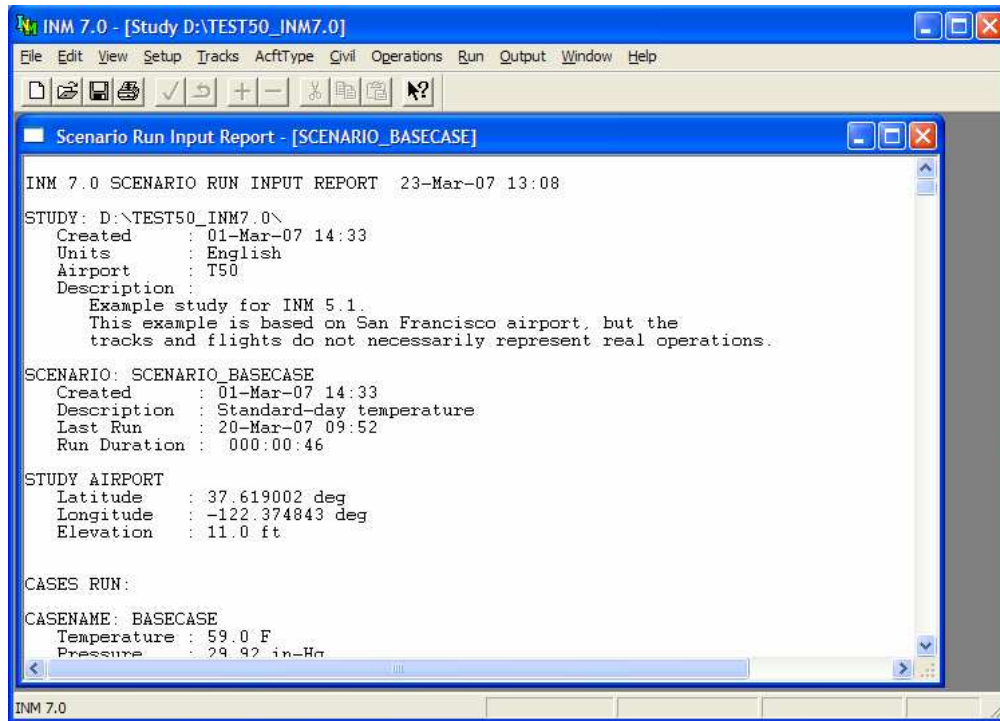 INM 7.0 - [Study D:\TEST50_INM7.0]
File Edit View Setup Tracks AcftType Civil Operations Run Output Window Help
Scenario Run Input Report - [SCENARIO_BASECASE]
INM 7.0 SCENARIO RUN INPUT REPORT 23-Mar-07 13:08
STUDY: D:\TEST50_INM7.0\
Created : 01-Mar-07 14:33
Units : English
Airport : T50
Description :
Example study for INM 5.1.
This example is based on San Francisco airport, but the
tracks and flights do not necessarily represent real operations.
SCENARIO: SCENARIO_BASECASE
Created : 01-Mar-07 14:33
Description : Standard-day temperature
Last Run : 20-Mar-07 09:52
Run Duration : 000:00:46
STUDY AIRPORT
Latitude : 37.619002 deg
Longitude : -122.374843 deg
Elevation : 11.0 ft
CASES RUN:
CASENAME: BASECASE
Temperature : 59.0 F
Pressure : 29.92 in-Hg
INM 7.0